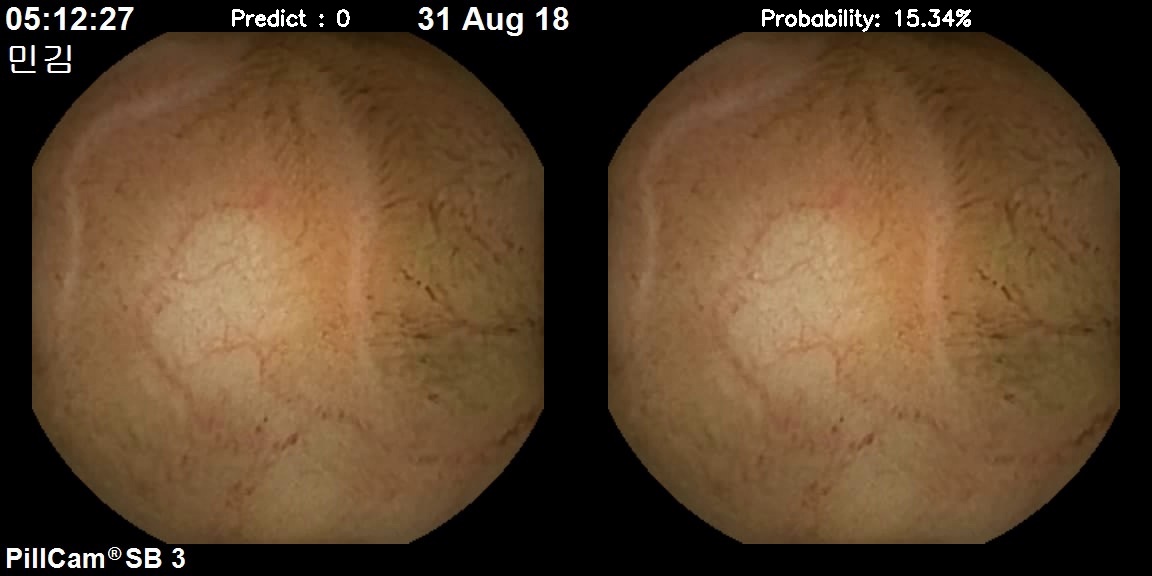 05:12:27 Predict : 0 31 Aug 18 Probability: 15.34%
민김
PillCam® SB 3